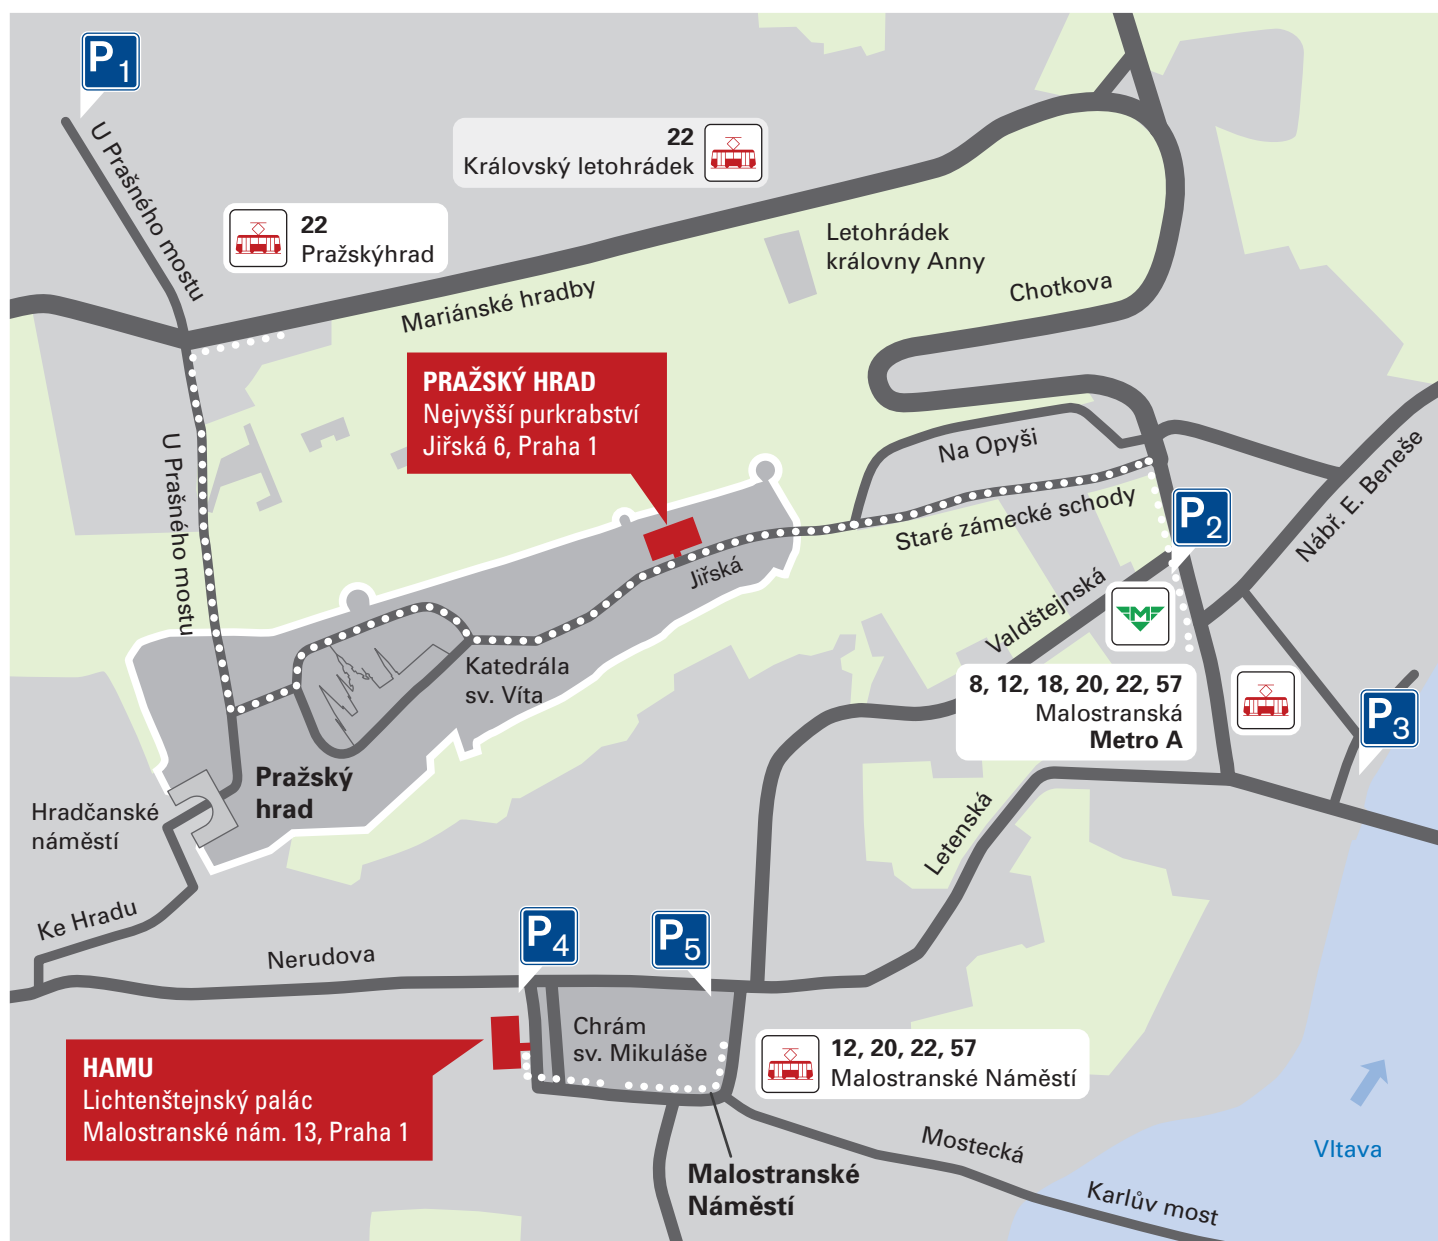 P1
U Prašného mostu
22
Královský letohrádek
22
Pražskýhrad
Letohrádek
královny Anny
Chotkova
Mariánské hradby
PRAŽSKÝ HRAD
Nejvyšší purkrabství
Jiřská 6, Praha 1
Na Opyši
Nábř. E. Beneše
U Prašného mostu
Staré zámecké schody
P2
Jiřská
Valdštejnská
M
Katedrála
sv. Víta
8, 12, 18, 20, 22, 57
Malostranská
Metro A
P3
Pražský
hrad
Hradčanské
náměstí
Letenská
Ke Hradu
P4
P5
Nerudova
Chrám
sv. Mikuláše
12, 20, 22, 57
Malostranské Náměstí
HAMU
Lichtenštejnský palác
Malostranské nám. 13, Praha 1
Mostecká
Vltava
Malostranské
Náměstí
Karlův most